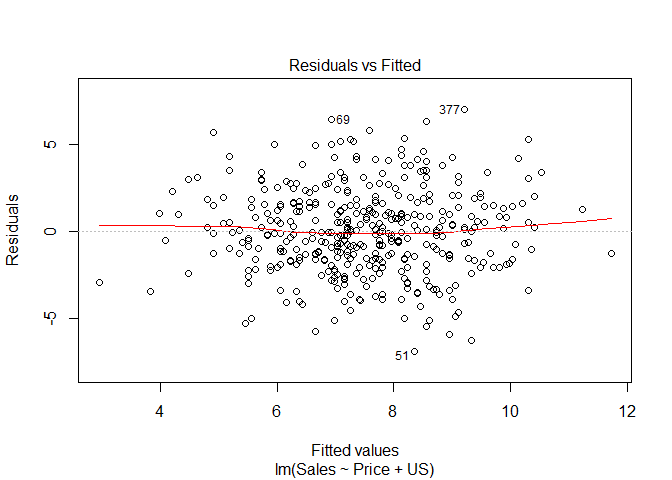 Residuals vs Fitted
377
69
5
0
-5
51
Residuals
4 6 8 10 12
Fitted values
lm(Sales ~ Price + US)